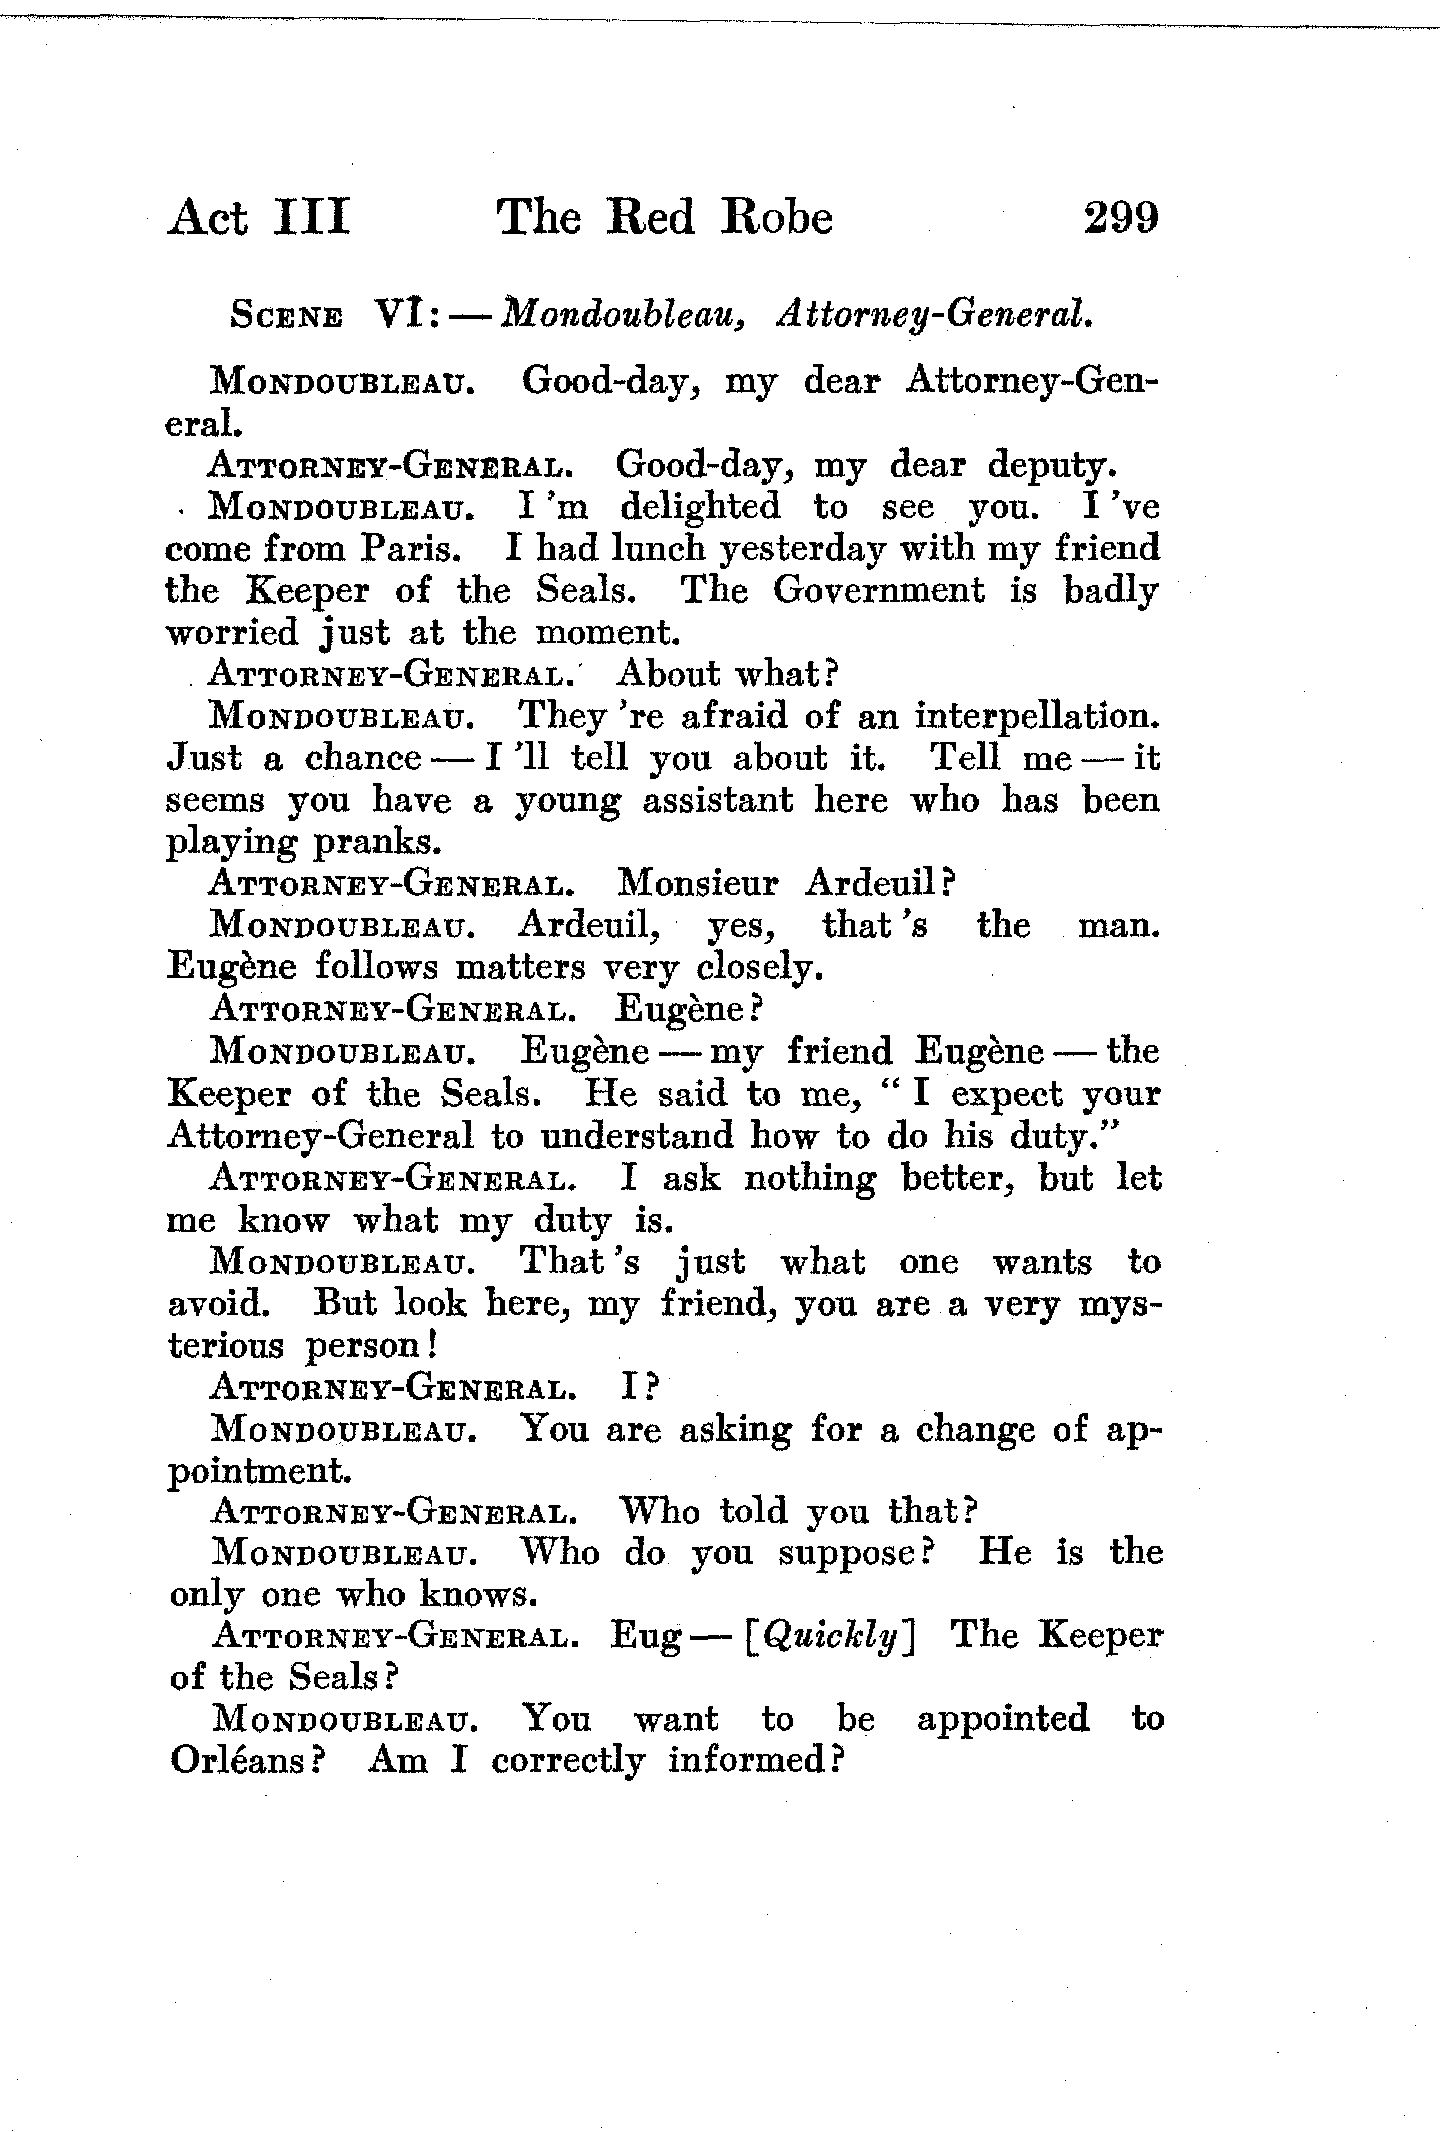 Act III The Red Robe 299
SCENE VI: — Mondoubleau, Attorney-General.
MONDOUBLEAU. Good-day, my dear Attorney-Gen-
eral.
ATTORNEY-GENERAL. Good-day, my dear deputy.
MONDOUBLEAU. I 'm delighted to see you. I 've
come from Paris. I had lunch yesterday with my friend
the Keeper of the Seals. The Government is badly
worried just at the moment.
ATTORNEY-GENERAL. About what?
MONDOUBLEAU. They 're afraid of an interpellation.
Just a chance — I 'll tell you about it. Tell me — it
seems you have a young assistant here who has been
playing pranks.
ATTORNEY-GENERAL. Monsieur Ardeuil?
MONDOUBLEAU. Ardeuil, yes, that 's the man.
Eugène follows matters very closely.
ATTORNEY-GENERAL. Eugène?
MONDOUBLEAU. Eugène — my friend Eugène — the
Keeper of the Seals. He said to me, " I expect your
Attorney-General to understand how to do his duty."
ATTORNEY-GENERAL. I ask nothing better, but let
me know what my duty is.
MONDOUBLEAU. That 's just what one wants to
avoid. But look here, my friend, you are a very mys-
terious person!
ATTORNEY-GENERAL. I?
MONDOUBLEAU. You are asking for a change of ap-
pointment.
ATTORNEY-GENERAL. Who told you that?
MONDOUBLEAU. Who do you suppose? He is the
only one who knows.
ATTORNEY-GENERAL. Eug — [Quickly] The Keeper
of the Seals?
MONDOUBLEAU. You want to be appointed to
Orléans? Am I correctly informed?